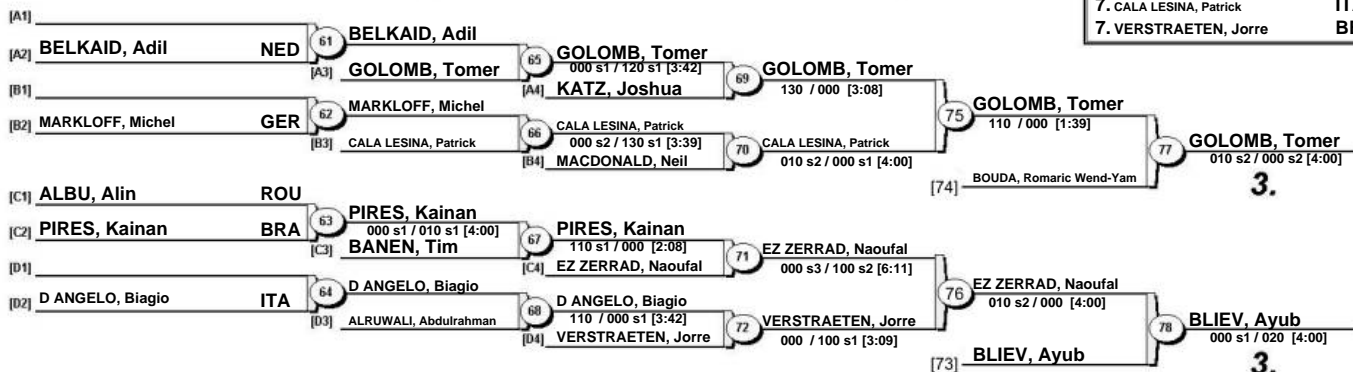 7. CALA LESINA, Patrick
7. VERSTRAETEN, Jorre
[A1]
[A2] BELKAID, Adil NED
61
BELKAID, Adil
[A3] GOLOMB, Tomer
65
GOLOMB, Tomer
000 s1 / 120 s1 [3:42]
[A4] KATZ, Joshua
69
GOLOMB, Tomer
130 / 000 [3:08]
[B1]
[B2] MARKLOFF, Michel GER
62
MARKLOFF, Michel
[B3] CALA LESINA, Patrick
66
CALA LESINA, Patrick
000 s2 / 130 s1 [3:39]
[B4] MACDONALD, Neil
70
CALA LESINA, Patrick
010 s2 / 000 s1 [4:00]
75
GOLOMB, Tomer
110 / 000 [1:39]
[74] BOUDA, Romaric Wend-Yam
77
GOLOMB, Tomer
010 s2 / 000 s2 [4:00]
3.
[C1] ALBU, Alin ROU
[C2] PIRES, Kainan BRA
63
PIRES, Kainan
000 s1 / 010 s1 [4:00]
[C3] BANEN, Tim
67
PIRES, Kainan
110 s1 / 000 [2:08]
[C4] EZ ZERRAD, Naoufal
71
EZ ZERRAD, Naoufal
000 s3 / 100 s2 [6:11]
[D1]
[D2] D ANGELO, Biagio ITA
64
D ANGELO, Biagio
[D3] ALRUWALI, Abdulrahman
68
D ANGELO, Biagio
110 / 000 s1 [3:42]
[D4] VERSTRAETEN, Jorre
72
VERSTRAETEN, Jorre
000 / 100 s1 [3:09]
76
EZ ZERRAD, Naoufal
010 s2 / 000 [4:00]
[73] BLIEV, Ayub
78
BLIEV, Ayub
000 s1 / 020 [4:00]
3.